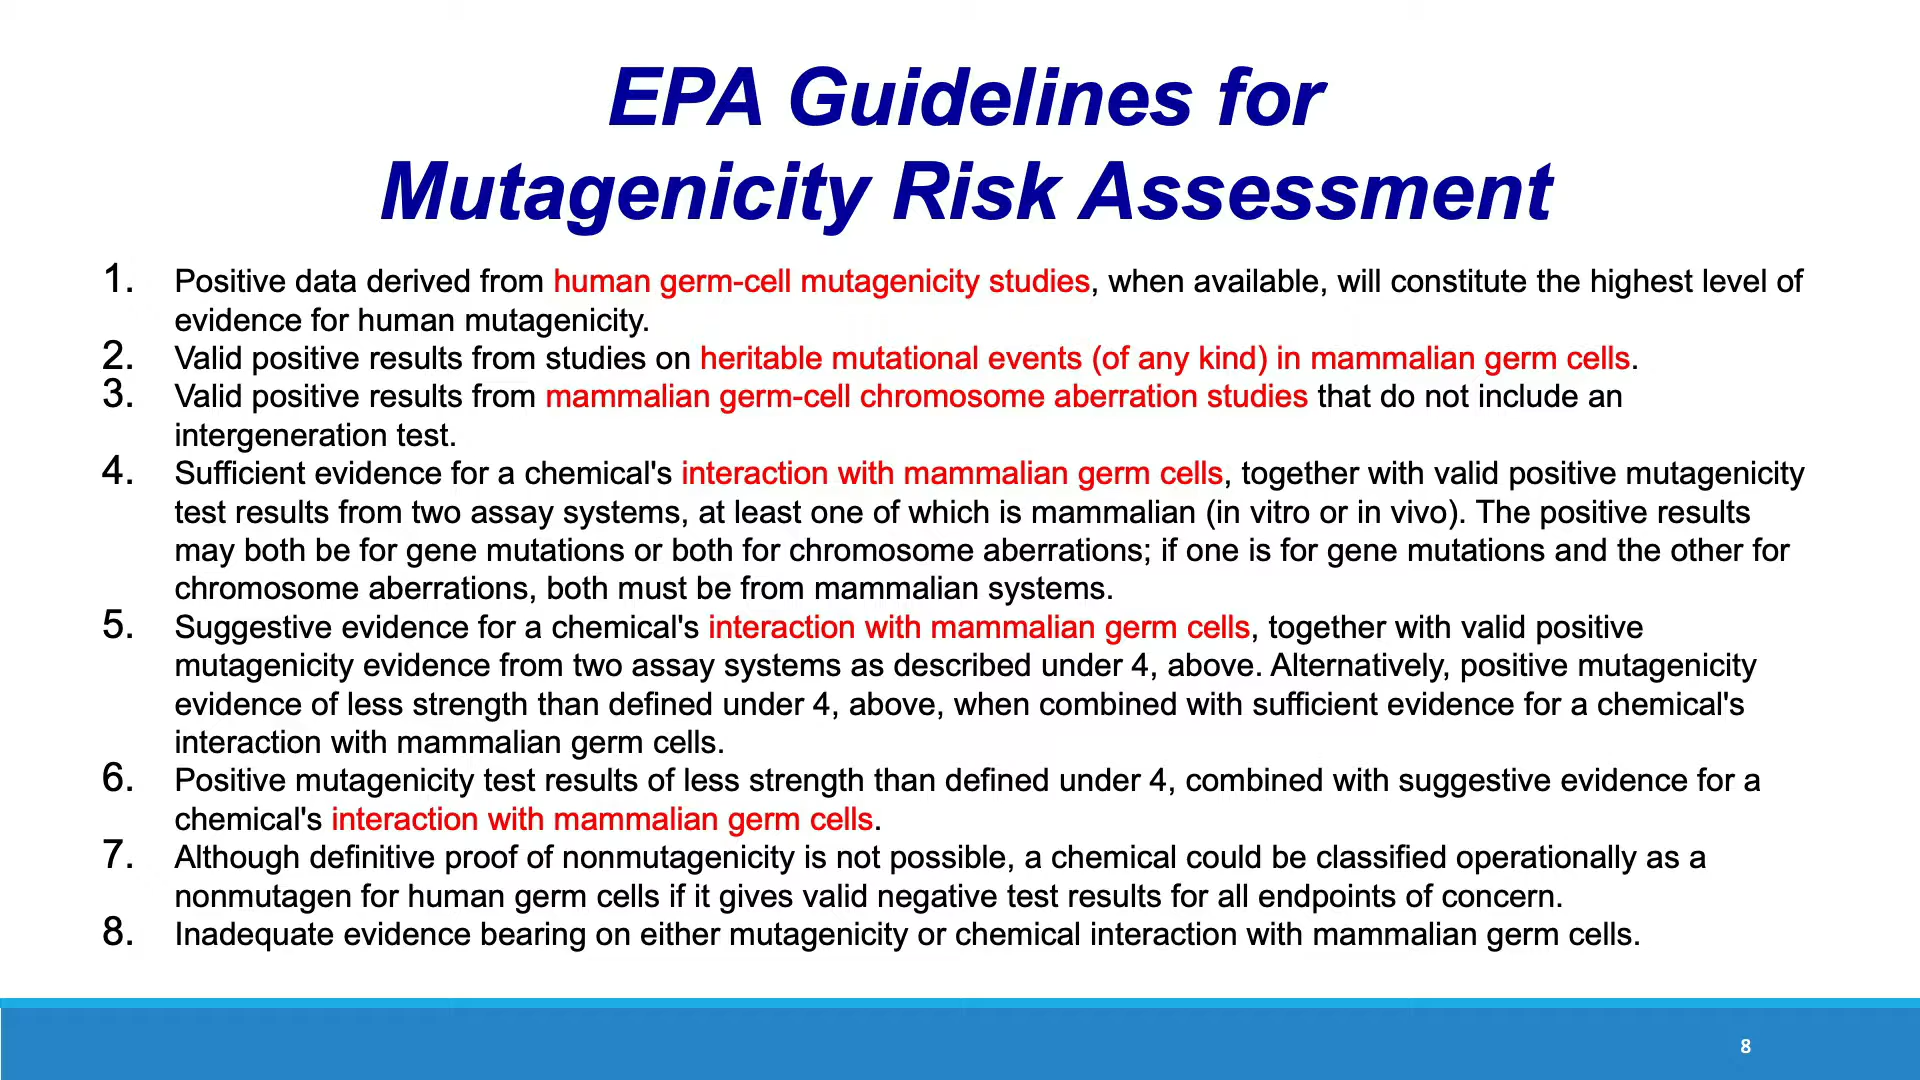 EPA Guidelines for
Mutagenicity Risk Assessment
1. Positive data derived from human germ-cell mutagenicity studies, when available, will constitute the highest level of
evidence for human mutagenicity.
2. Valid positive results from studies on heritable mutational events (of any kind) in mammalian germ cells.
3. Valid positive results from mammalian germ-cell chromosome aberration studies that do not include an
intergeneration test.
4. Sufficient evidence for a chemical's interaction with mammalian germ cells, together with valid positive mutagenicity
test results from two assay systems, at least one of which is mammalian (in vitro or in vivo). The positive results
may both be for gene mutations or both for chromosome aberrations; if one is for gene mutations and the other for
chromosome aberrations, both must be from mammalian systems.
5. Suggestive evidence for a chemical's interaction with mammalian germ cells, together with valid positive
mutagenicity evidence from two assay systems as described under 4, above. Alternatively, positive mutagenicity
evidence of less strength than defined under 4, above, when combined with sufficient evidence for a chemical's
interaction with mammalian germ cells.
6. Positive mutagenicity test results of less strength than defined under 4, combined with suggestive evidence for a
chemical's interaction with mammalian germ cells.
7. Although definitive proof of nonmutagenicity is not possible, a chemical could be classified operationally as a
nonmutagen for human germ cells if it gives valid negative test results for all endpoints of concern.
8. Inadequate evidence bearing on either mutagenicity or chemical interaction with mammalian germ cells.
8